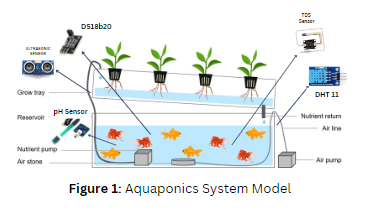 DS18b20
TDS
Sensor
ULTRASONIC
SENSOR
DHT 11
Grow tray
pH Sensor
Reservoir
Nutrient return
Air line
Nutrient pump
Air stone
Air pump
Figure 1: Aquaponics System Model